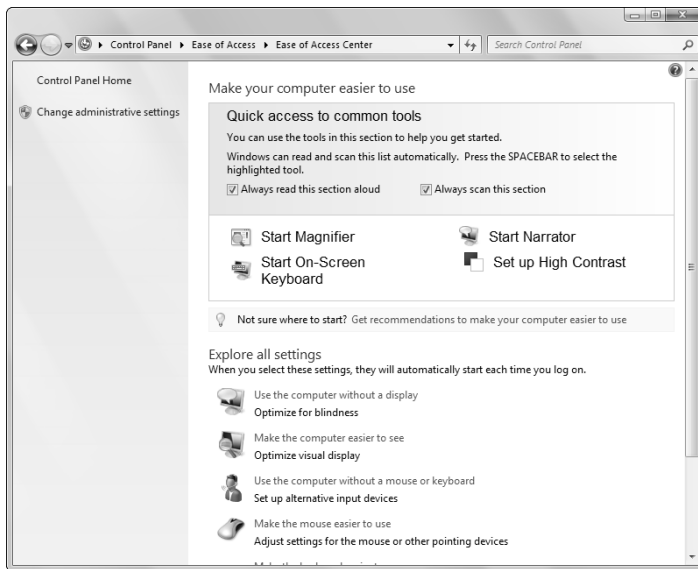 Control Panel ▸ Ease of Access ▸ Ease of Access Center
Search Control Panel
Control Panel Home
Change administrative settings
Make your computer easier to use
Quick access to common tools
You can use the tools in this section to help you get started.
Windows can read and scan this list automatically. Press the SPACEBAR to select the
highlighted tool.
Always read this section aloud
Always scan this section
Start Magnifier
Start Narrator
Start On-Screen
Keyboard
Set up High Contrast
Not sure where to start? Get recommendations to make your computer easier to use
Explore all settings
When you select these settings, they will automatically start each time you log on.
Use the computer without a display
Optimize for blindness
Make the computer easier to see
Optimize visual display
Use the computer without a mouse or keyboard
Set up alternative input devices
Make the mouse easier to use
Adjust settings for the mouse or other pointing devices